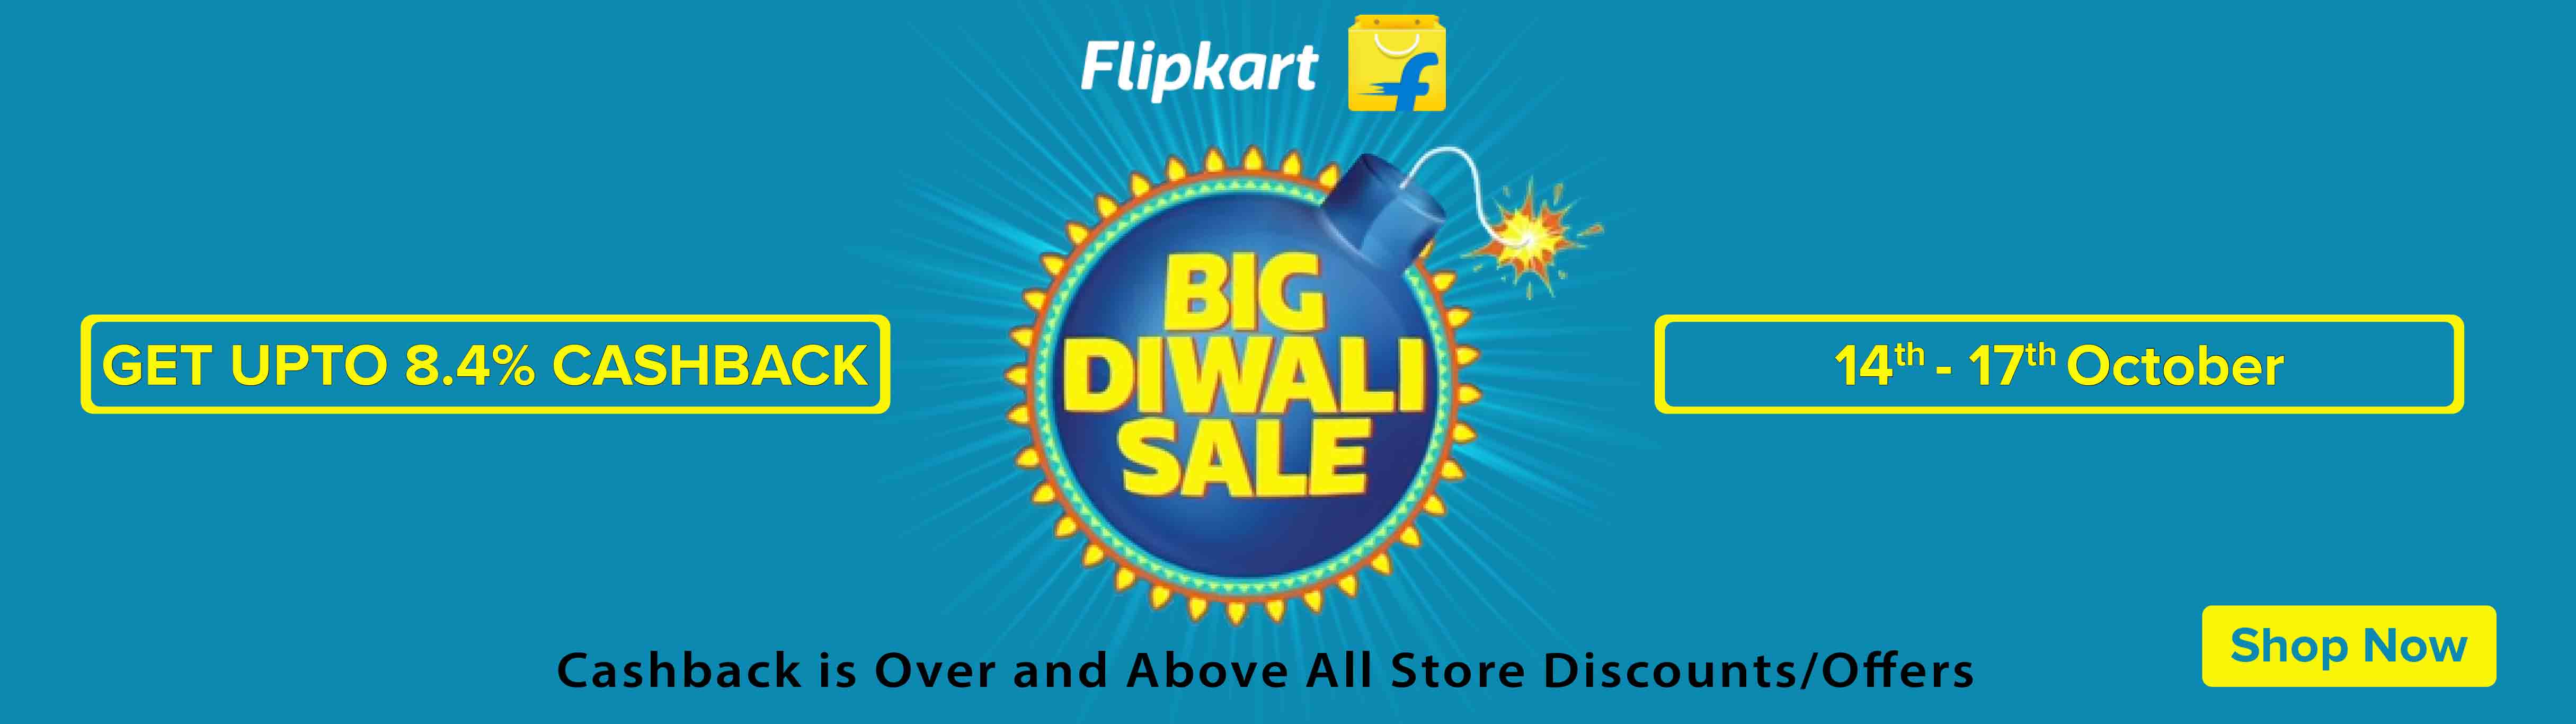 Flipkart
f
BIG
DIWALI
SALE
GET UPTO 8.4% CASHBACK
14th - 17th October
Cashback is Over and Above All Store Discounts/Offers
Shop Now